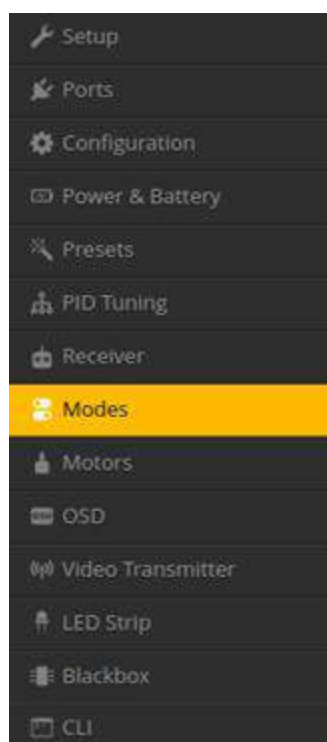 Setup
Ports
Configuration
Power & Battery
Presets
PID Tuning
Receiver
Modes
Motors
OSD
Video Transmitter
LED Strip
Blackbox
CLI